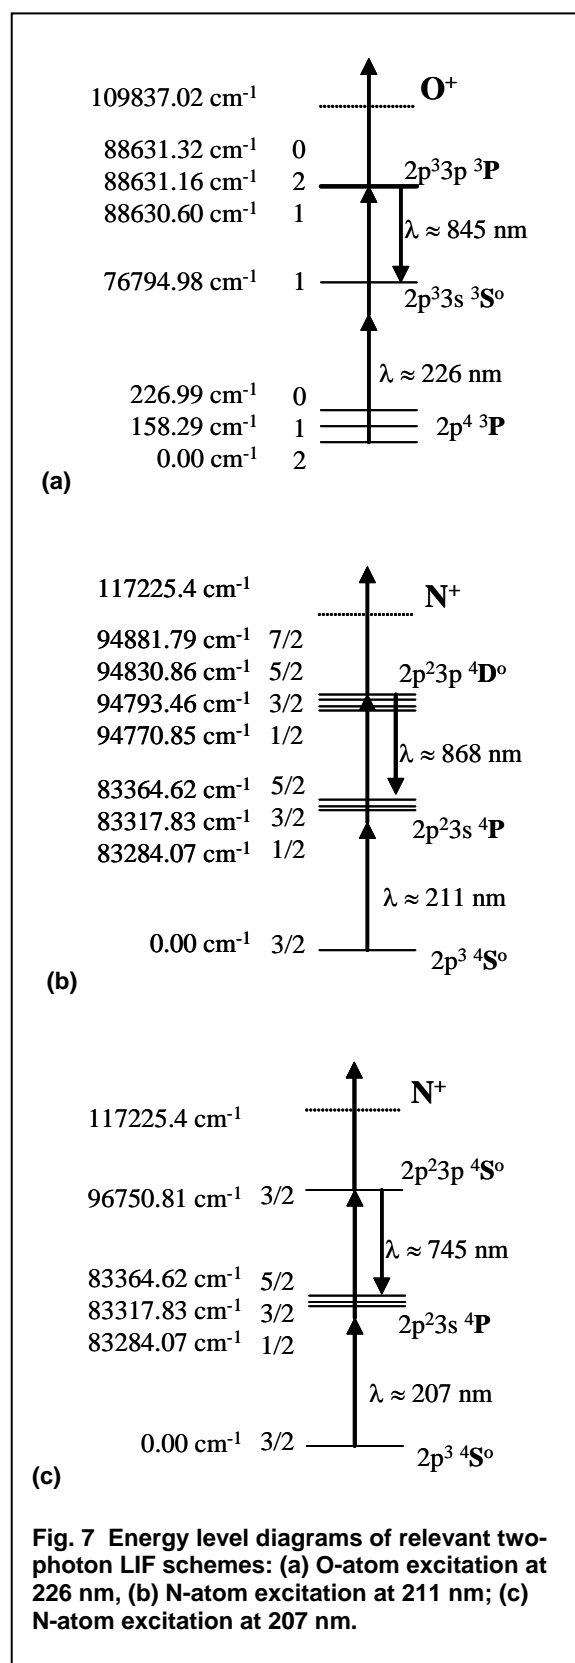 109837.02 cm⁻¹ O⁺
88631.32 cm⁻¹ 0
88631.16 cm⁻¹ 2 2p³3p ³P
88630.60 cm⁻¹ 1
λ ≈ 845 nm
76794.98 cm⁻¹ 1 2p³3s ³Sᵒ
λ ≈ 226 nm
226.99 cm⁻¹ 0
158.29 cm⁻¹ 1 2p⁴ ³P
0.00 cm⁻¹ 2
(a)
117225.4 cm⁻¹ N⁺
94881.79 cm⁻¹ 7/2
94830.86 cm⁻¹ 5/2 2p²3p ⁴Dᵒ
94793.46 cm⁻¹ 3/2
94770.85 cm⁻¹ 1/2
λ ≈ 868 nm
83364.62 cm⁻¹ 5/2
83317.83 cm⁻¹ 3/2 2p²3s ⁴P
83284.07 cm⁻¹ 1/2
λ ≈ 211 nm
0.00 cm⁻¹ 3/2 2p³ ⁴Sᵒ
(b)
117225.4 cm⁻¹ N⁺
2p²3p ⁴Sᵒ
96750.81 cm⁻¹ 3/2
λ ≈ 745 nm
83364.62 cm⁻¹ 5/2
83317.83 cm⁻¹ 3/2 2p²3s ⁴P
83284.07 cm⁻¹ 1/2
λ ≈ 207 nm
0.00 cm⁻¹ 3/2 2p³ ⁴Sᵒ
(c)
Fig. 7 Energy level diagrams of relevant two-
photon LIF schemes: (a) O-atom excitation at
226 nm, (b) N-atom excitation at 211 nm; (c)
N-atom excitation at 207 nm.